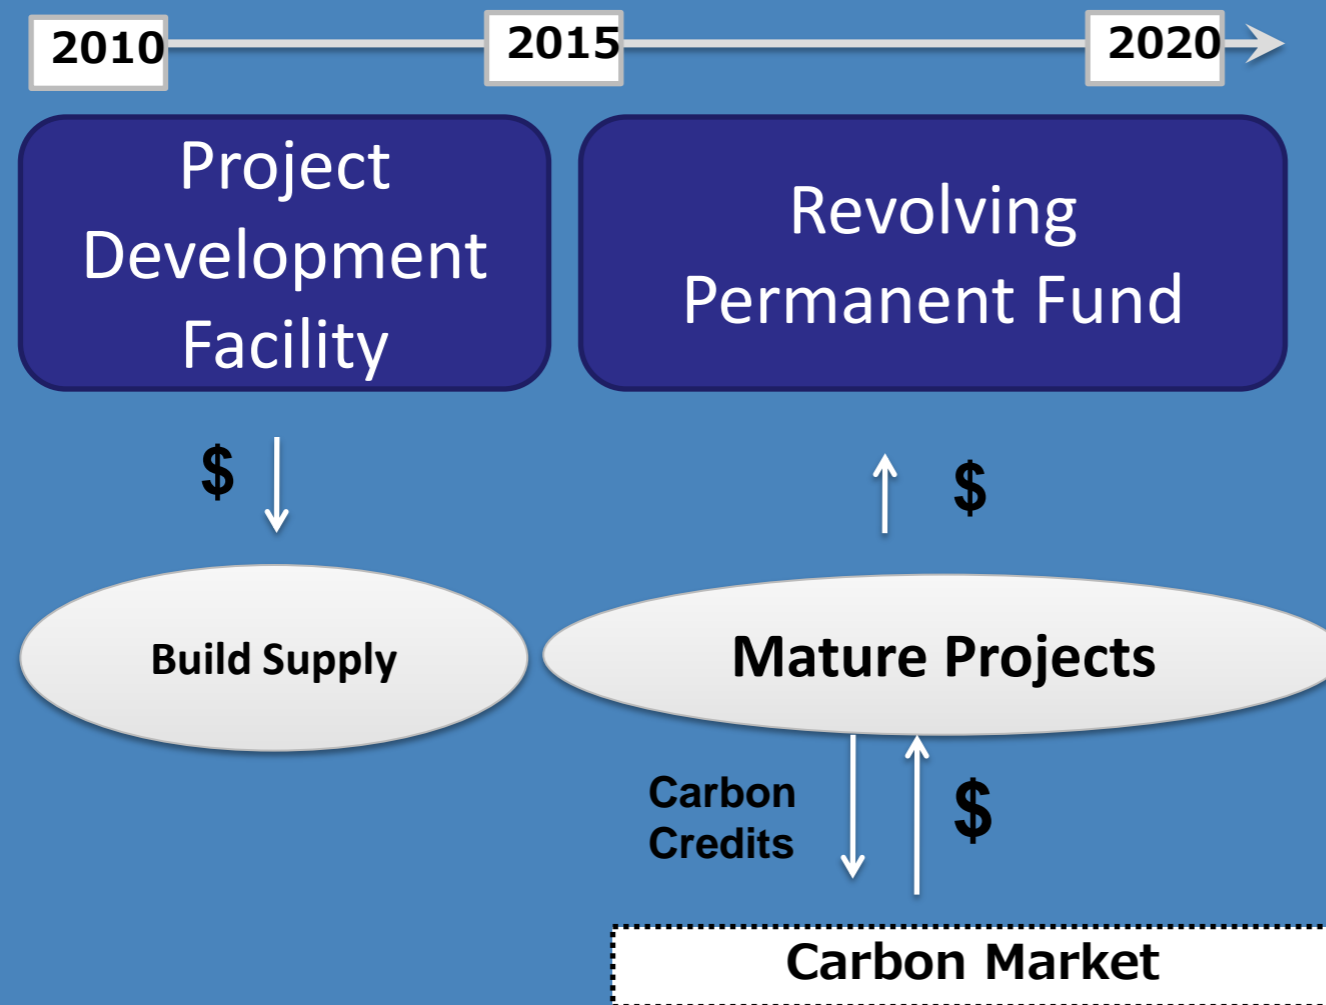 2010
2015
2020
Project
Development
Facility
Revolving
Permanent Fund
$
$
Build Supply
Mature Projects
Carbon
Credits
$
Carbon Market